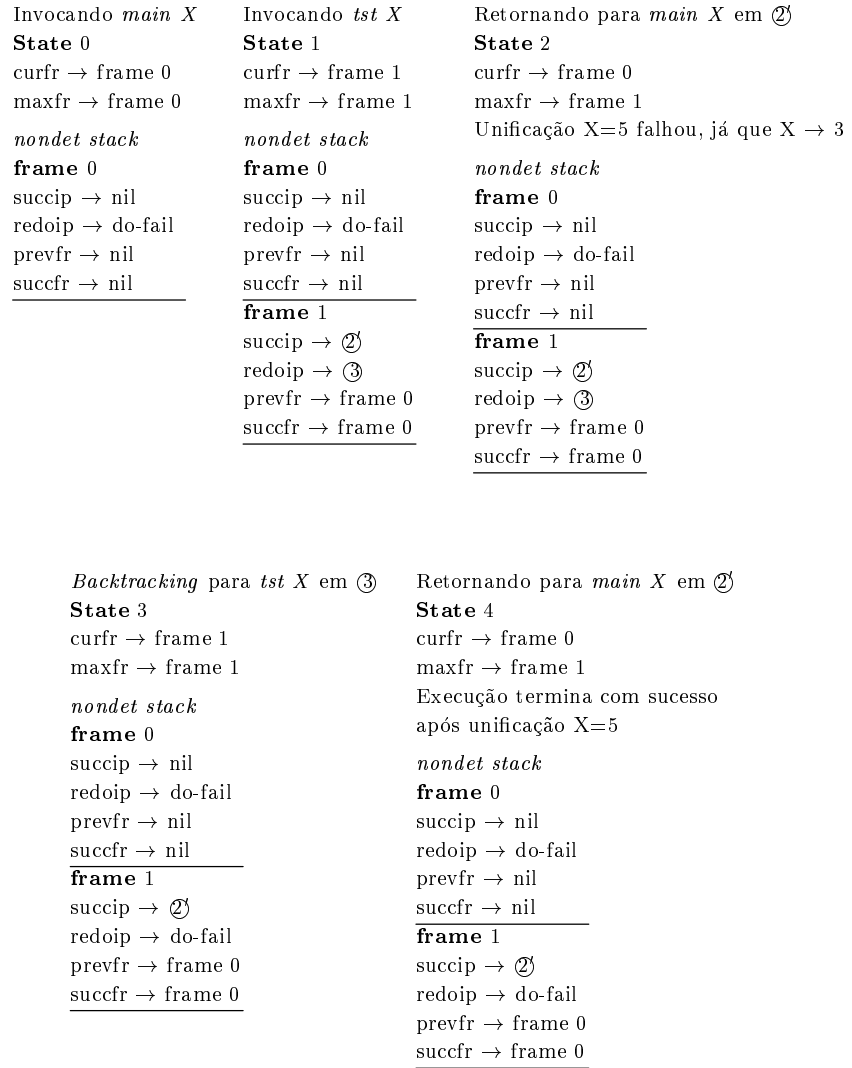 Invocando main X
State 0
curfr → frame 0
maxfr → frame 0
nondet stack
frame 0
succip → nil
redoip → do-fail
prevfr → nil
succfr → nil
Invocando tst X
State 1
curfr → frame 1
maxfr → frame 1
nondet stack
frame 0
succip → nil
redoip → do-fail
prevfr → nil
succfr → nil
frame 1
succip → ②′
redoip → ③
prevfr → frame 0
succfr → frame 0
Retornando para main X em ②′
State 2
curfr → frame 0
maxfr → frame 1
Unificação X=5 falhou, já que X → 3
nondet stack
frame 0
succip → nil
redoip → do-fail
prevfr → nil
succfr → nil
frame 1
succip → ②′
redoip → ③
prevfr → frame 0
succfr → frame 0
Backtracking para tst X em ③
State 3
curfr → frame 1
maxfr → frame 1
nondet stack
frame 0
succip → nil
redoip → do-fail
prevfr → nil
succfr → nil
frame 1
succip → ②′
redoip → do-fail
prevfr → frame 0
succfr → frame 0
Retornando para main X em ②′
State 4
curfr → frame 0
maxfr → frame 1
Execução termina com sucesso
após unificação X=5
nondet stack
frame 0
succip → nil
redoip → do-fail
prevfr → nil
succfr → nil
frame 1
succip → ②′
redoip → do-fail
prevfr → frame 0
succfr → frame 0